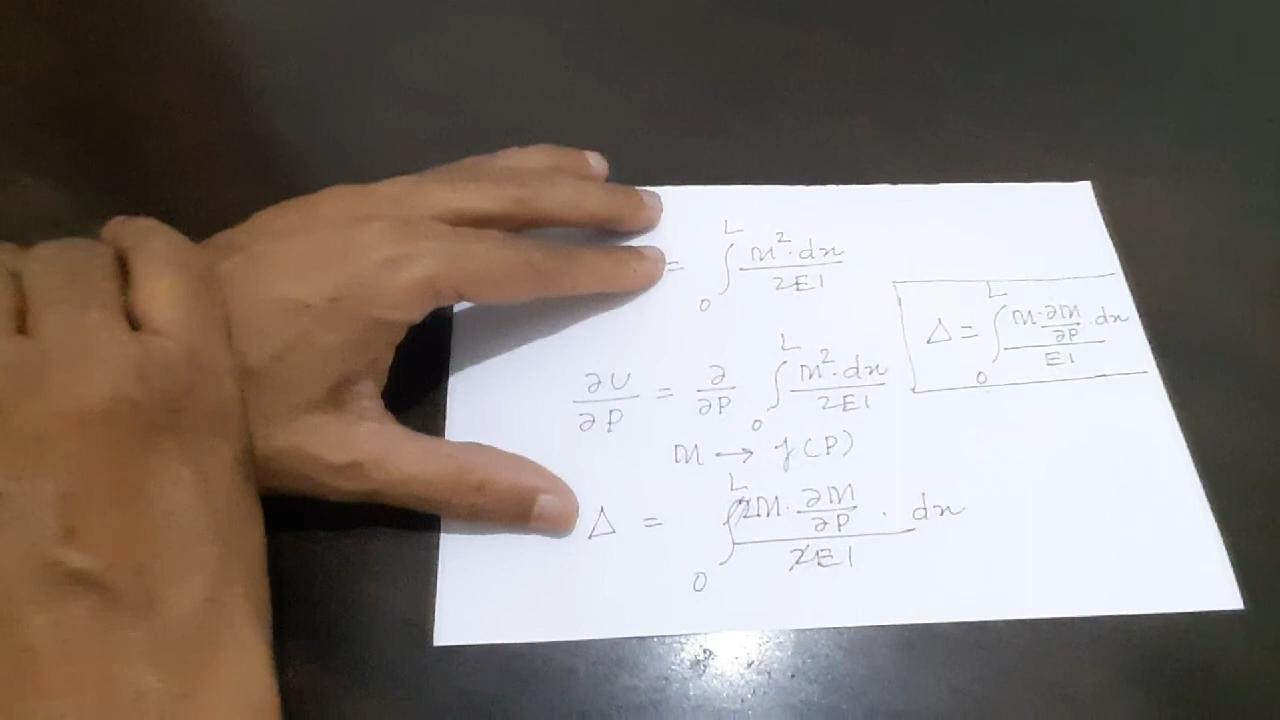 = ∫₀ᴸ M²·dx / 2EI
∂U/∂P = ∂/∂P ∫₀ᴸ M²·dx / 2EI
M → f(P)
Δ = ∫₀ᴸ 2M·∂M/∂P · dx / 2EI
Δ = ∫₀ᴸ M·∂M/∂P·dx / EI